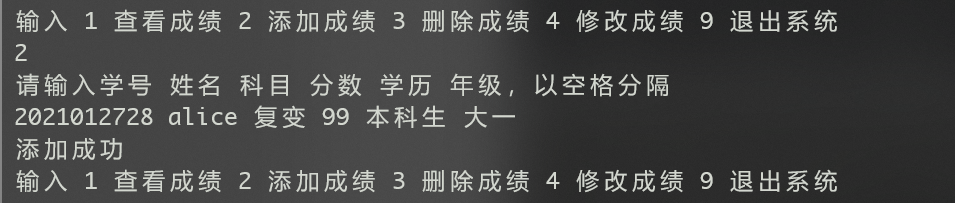 输入 1 查看成绩 2 添加成绩 3 删除成绩 4 修改成绩 9 退出系统
2
请输入学号 姓名 科目 分数 学历 年级，以空格分隔
2021012728 alice 复变 99 本科生 大一
添加成功
输入 1 查看成绩 2 添加成绩 3 删除成绩 4 修改成绩 9 退出系统